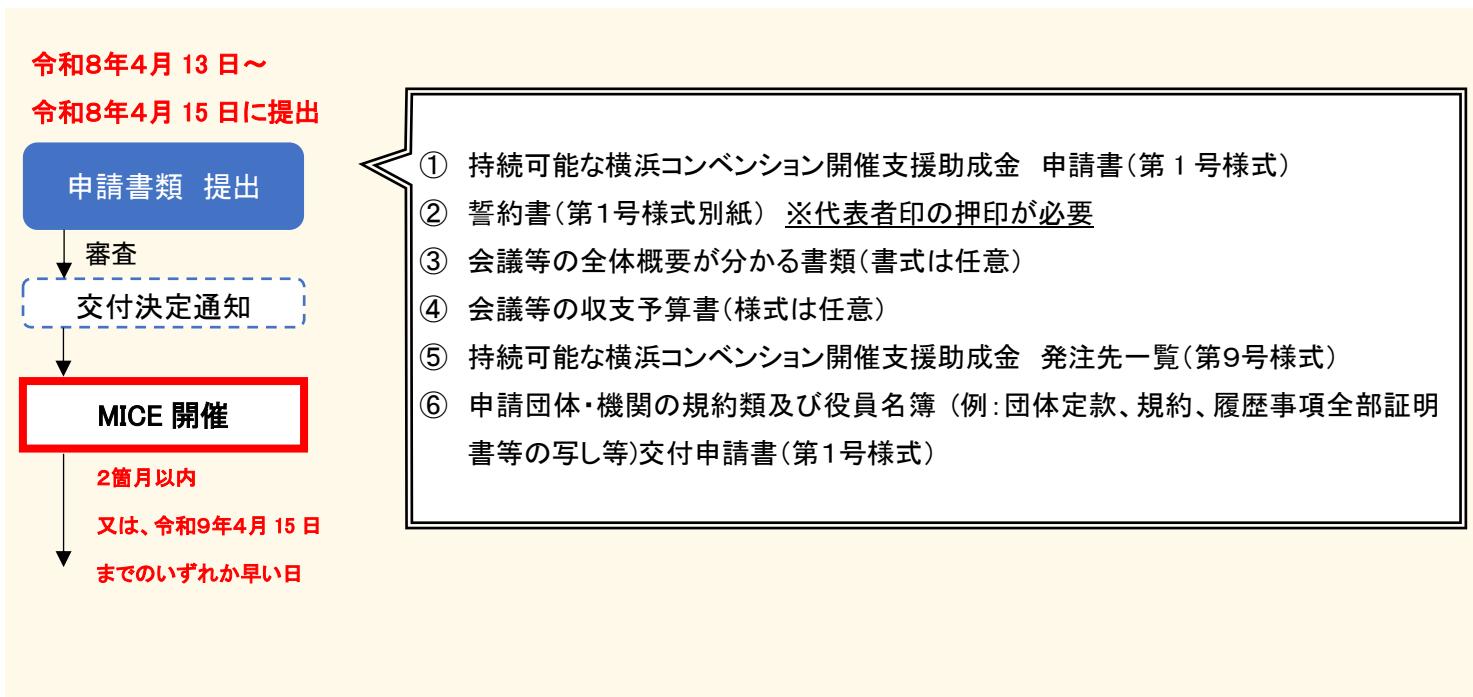 令和8年4月 13 日～
令和8年4月 15 日に提出
申請書類　提出
審査
交付決定通知
MICE 開催
2箇月以内
又は、令和9年4月 15 日
までのいずれか早い日
① 持続可能な横浜コンベンション開催支援助成金　申請書（第 1 号様式）
② 誓約書（第1号様式別紙）　※代表者印の押印が必要
③ 会議等の全体概要が分かる書類（書式は任意）
④ 会議等の収支予算書（様式は任意）
⑤ 持続可能な横浜コンベンション開催支援助成金　発注先一覧（第9号様式）
⑥ 申請団体・機関の規約類及び役員名簿（例：団体定款、規約、履歴事項全部証明
書等の写し等）交付申請書（第1号様式）